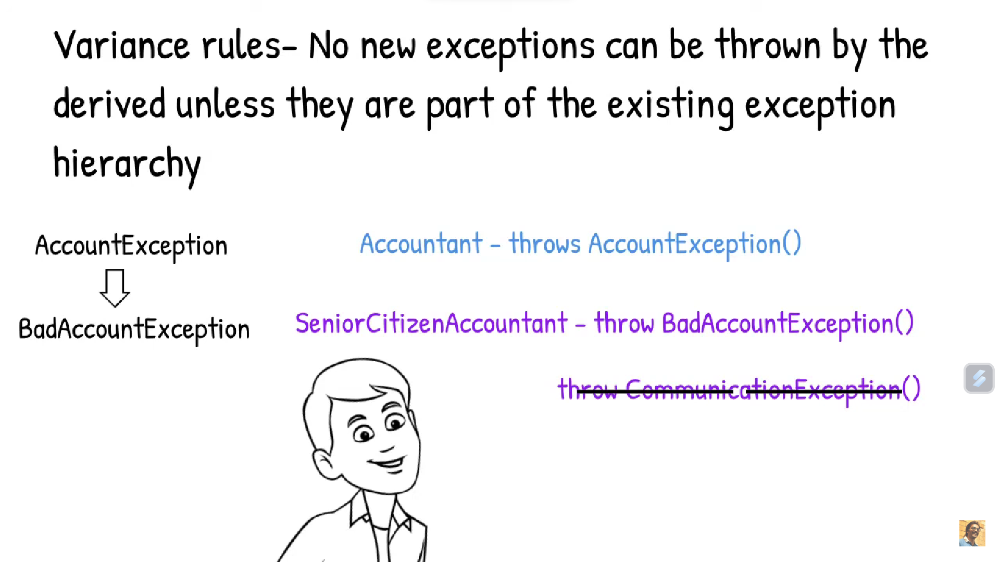 Variance rules- No new exceptions can be thrown by the
derived unless they are part of the existing exception
hierarchy
AccountException
Accountant - throws AccountException()
BadAccountException
SeniorCitizenAccountant - throw BadAccountException()
throw CommunicationException()